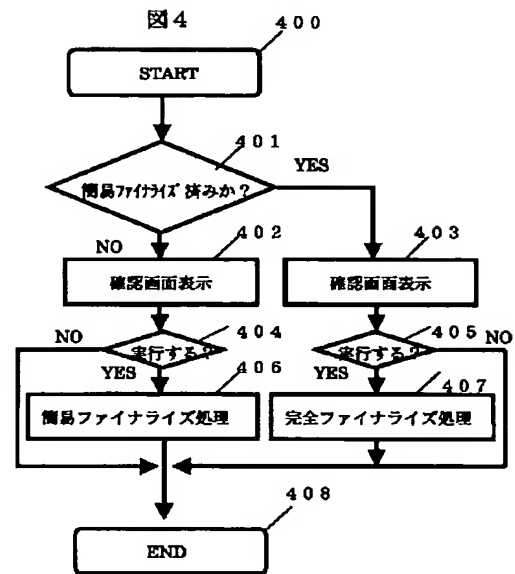 図4
400
START
401
簡易ファイナライズ 済みか?
YES
NO
402
403
確認画面表示
確認画面表示
NO
404
405
NO
実行する?
実行する?
YES
406
YES
407
簡易ファイナライズ処理
完全ファイナライズ処理
408
END